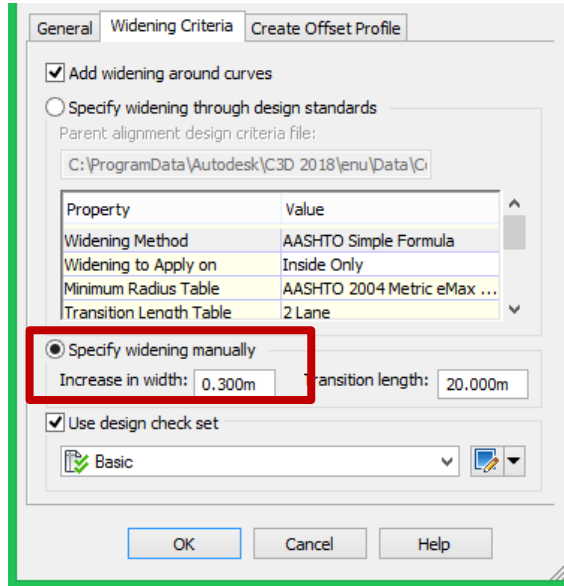 General Widening Criteria Create Offset Profile
Add widening around curves
Specify widening through design standards
Parent alignment design criteria file:
C:\ProgramData\Autodesk\C3D 2018\enu\Data\C
Property Value
Widening Method AASHTO Simple Formula
Widening to Apply on Inside Only
Minimum Radius Table AASHTO 2004 Metric eMax ...
Transition Length Table 2 Lane
Specify widening manually
Increase in width: 0.300m Transition length: 20.000m
Use design check set
Basic
OK Cancel Help